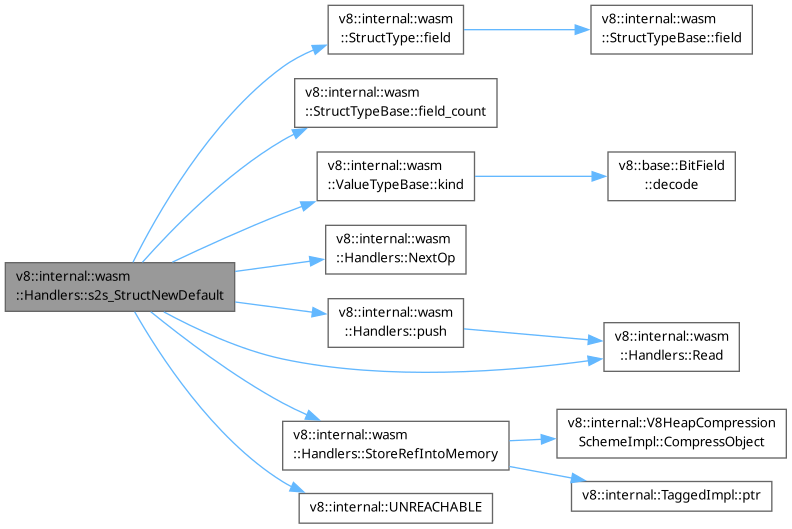 v8::internal::wasm
::StructType::field
v8::internal::wasm
::StructTypeBase::field
v8::internal::wasm
::StructTypeBase::field_count
v8::internal::wasm
::ValueTypeBase::kind
v8::base::BitField
::decode
v8::internal::wasm
::Handlers::NextOp
v8::internal::wasm
::Handlers::s2s_StructNewDefault
v8::internal::wasm
::Handlers::push
v8::internal::wasm
::Handlers::Read
v8::internal::wasm
::Handlers::StoreRefIntoMemory
v8::internal::V8HeapCompression
SchemeImpl::CompressObject
v8::internal::TaggedImpl::ptr
v8::internal::UNREACHABLE